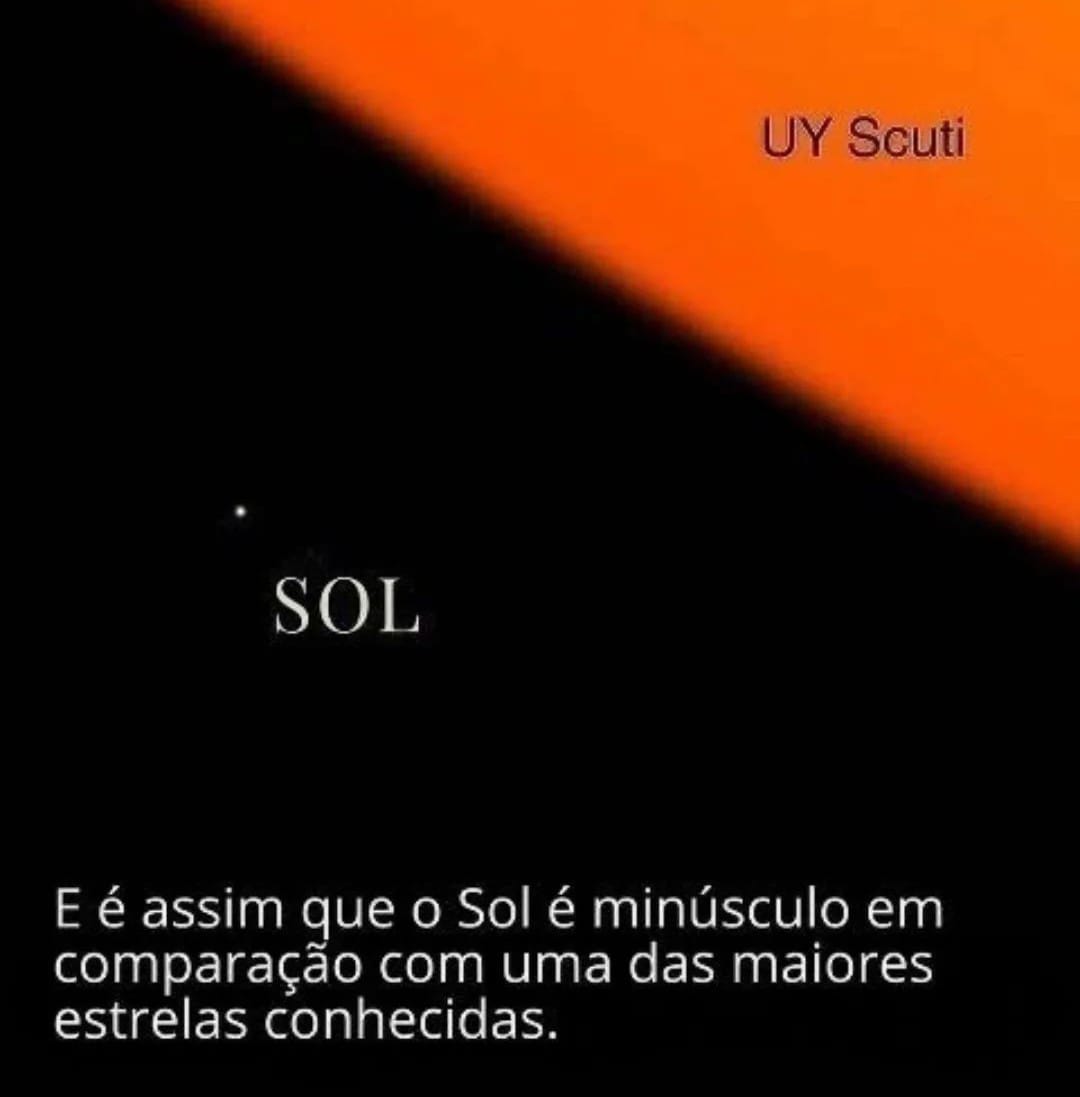 UY Scuti
SOL
E é assim que o Sol é minúsculo em
comparação com uma das maiores
estrelas conhecidas.